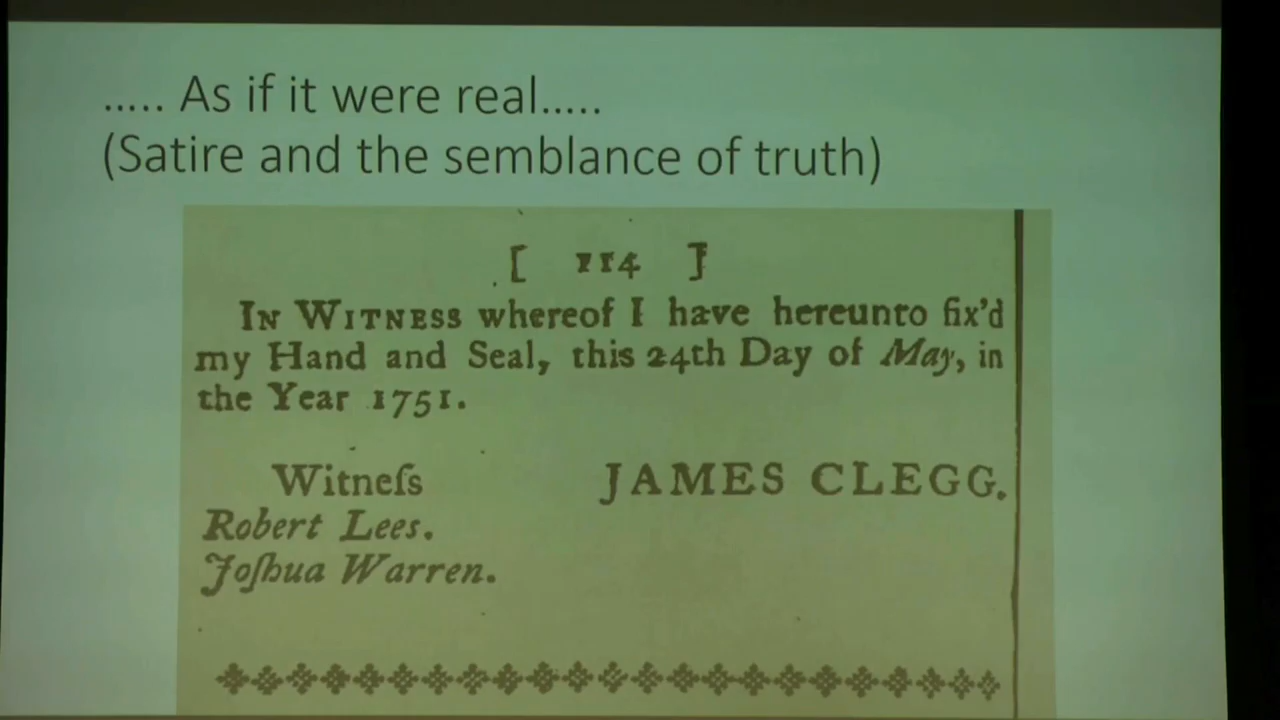 ..... As if it were real.....
(Satire and the semblance of truth)
[ 114 ]
IN WITNESS whereof I have hereunto fix'd
my Hand and Seal, this 24th Day of May, in
the Year 1751.
Witneſs JAMES CLEGG.
Robert Lees.
Joſhua Warren.